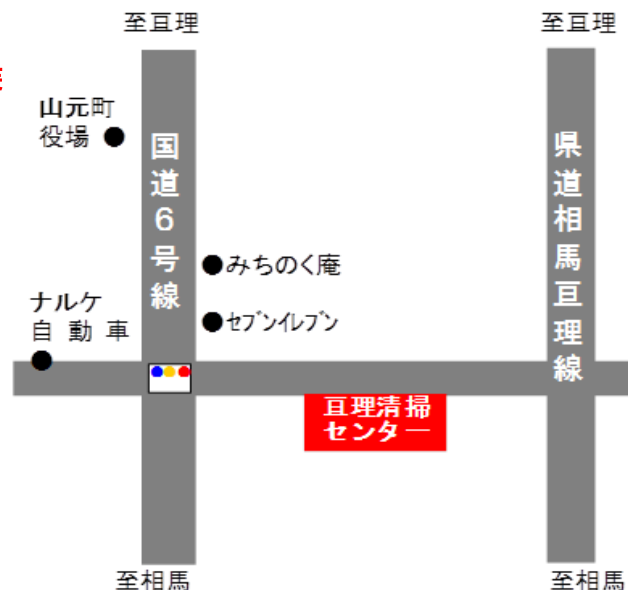 至亘理
至亘理
山元町
役場
国道6号線
県道相馬亘理線
みちのく庵
ナルケ
自動車
セブンイレブン
亘理清掃
センター
至相馬
至相馬